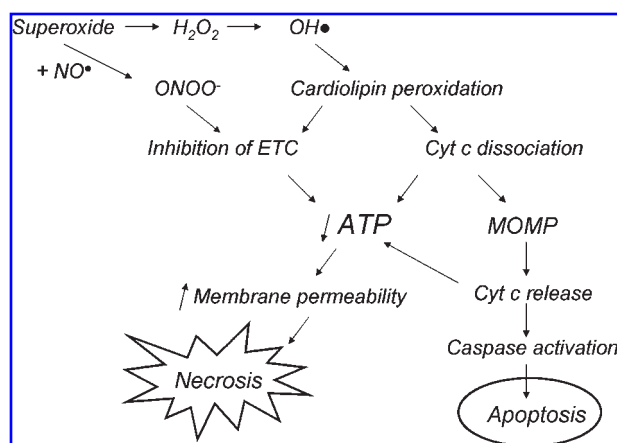 Superoxide → H₂O₂ → OH●
+ NO•
ONOO⁻
Cardiolipin peroxidation
Inhibition of ETC
Cyt c dissociation
↓ ATP
MOMP
↑ Membrane permeability
Cyt c release
Caspase activation
Necrosis
Apoptosis